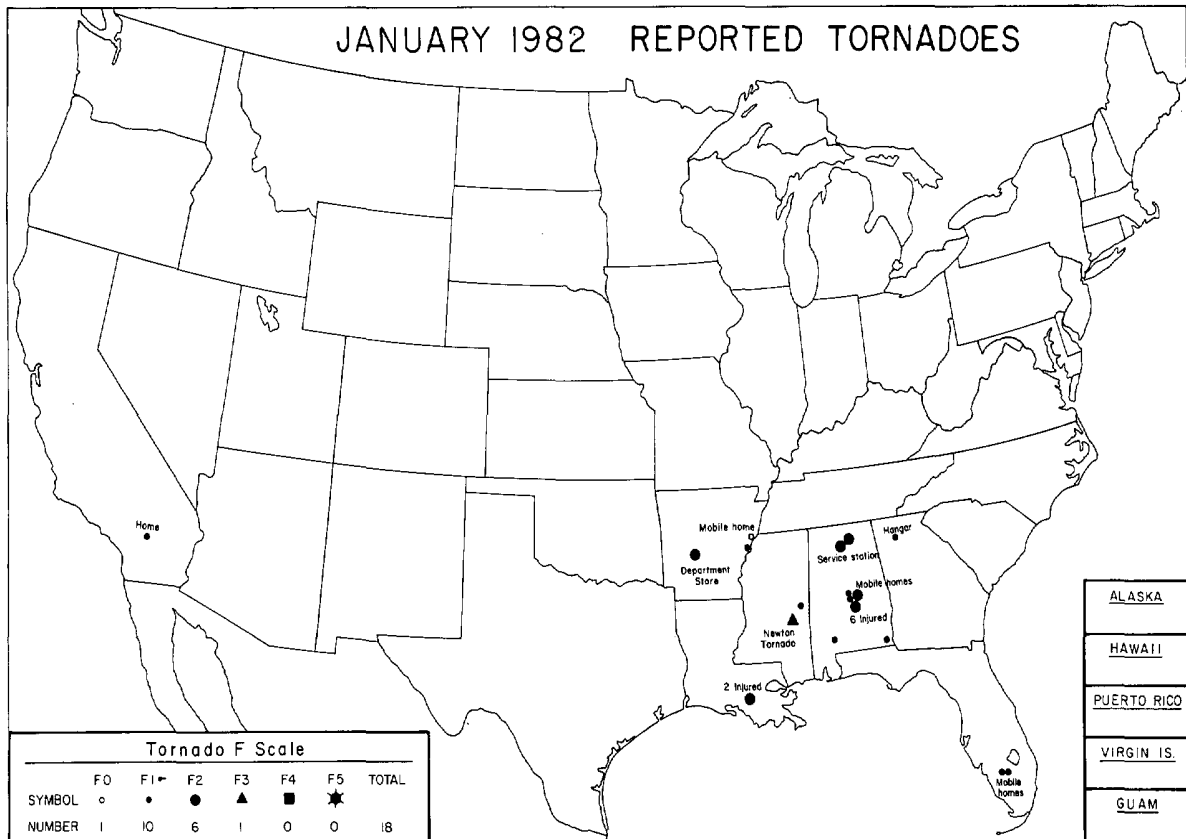 JANUARY 1982 REPORTED TORNADOES
Home
Mobile home
Hangar
Department
Store
Service station
Mobile homes
6 Injured
Newton
Tornado
2 Injured
Mobile
homes
ALASKA
HAWAII
PUERTO RICO
VIRGIN IS.
GUAM
Tornado F Scale
F0 F1 F2 F3 F4 F5 TOTAL
SYMBOL
NUMBER 1 10 6 1 0 0 18